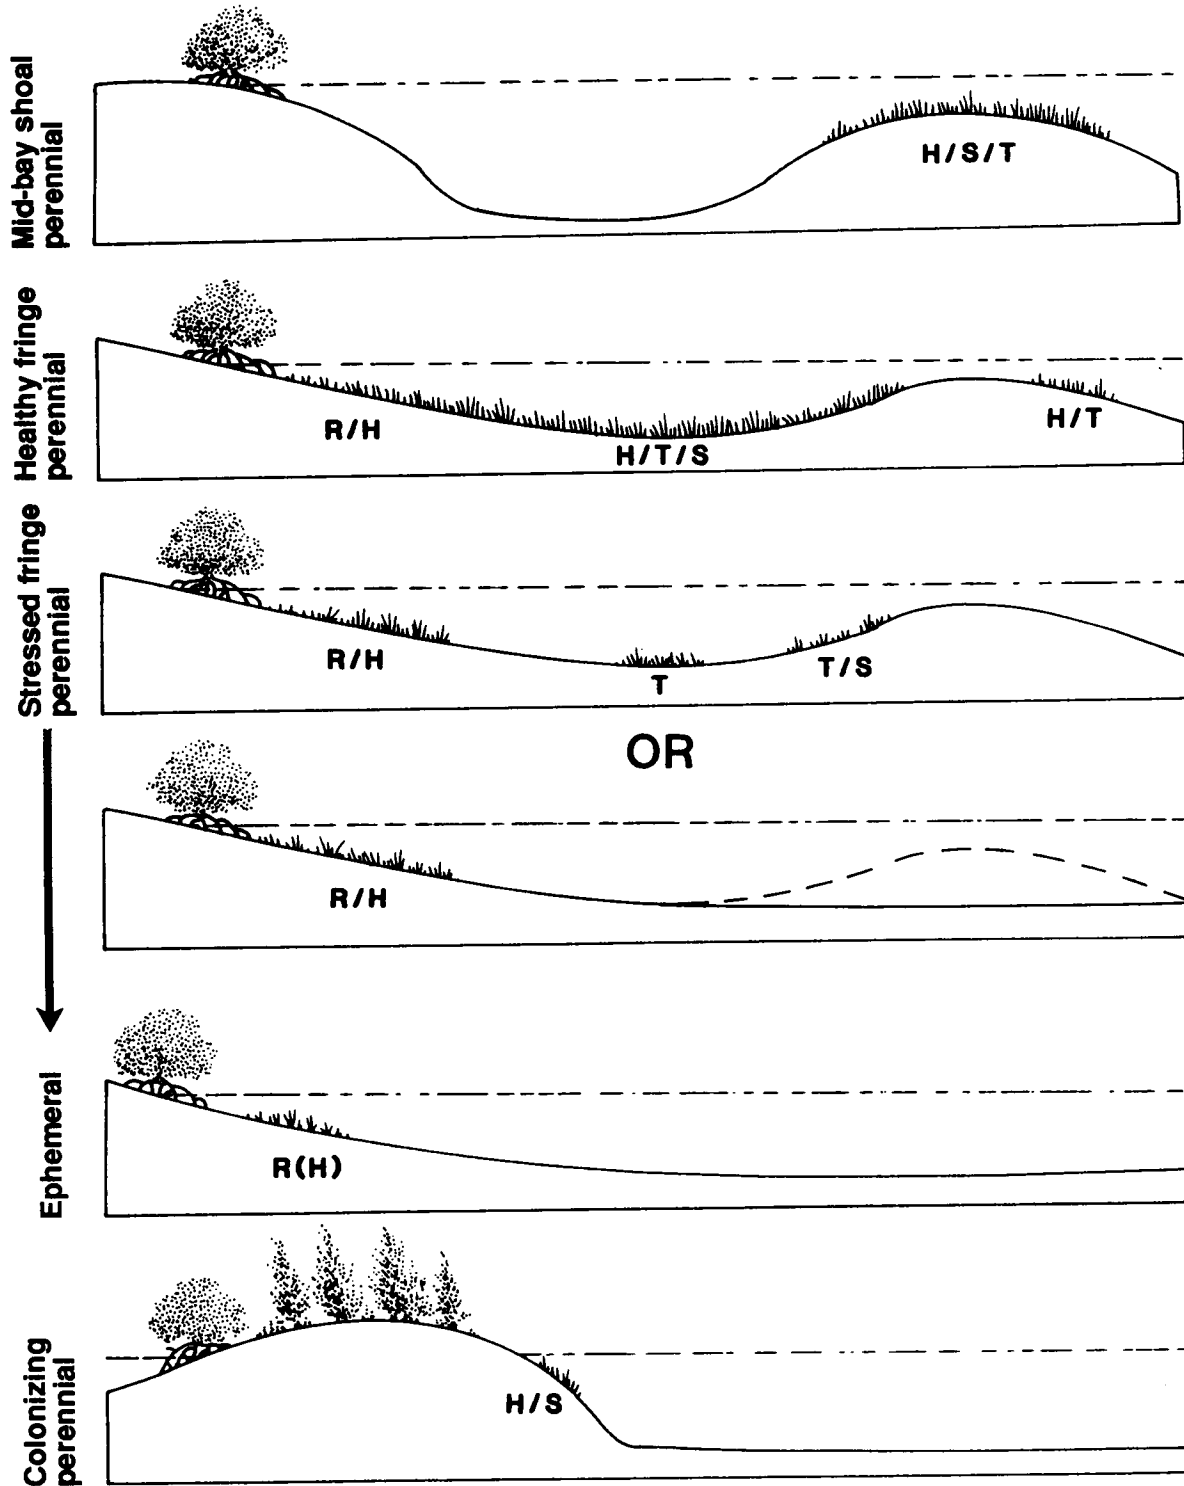 Mid-bay shoal
perennial
H/S/T
Healthy fringe
perennial
R/H
H/T/S
H/T
Stressed fringe
perennial
R/H
T
T/S
OR
R/H
Ephemeral
R(H)
Colonizing
perennial
H/S